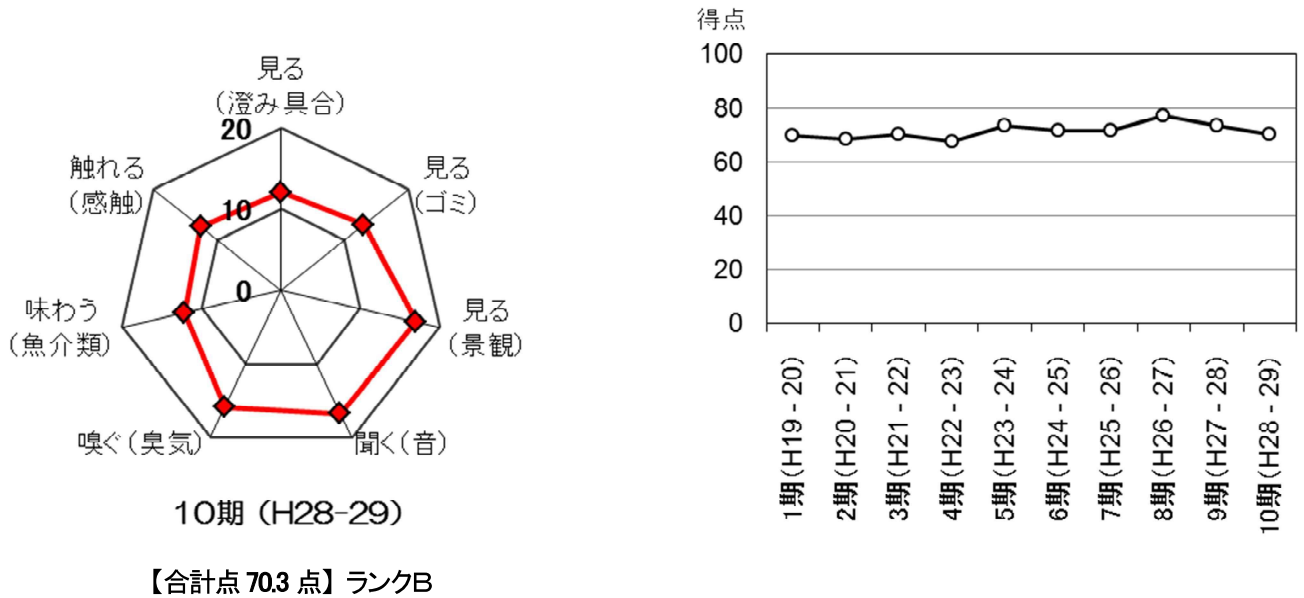 見る
(澄み具合)
20
見る
(ゴミ)
触れる
(感触)
10
0
見る
(景観)
味わう
(魚介類)
嗅ぐ(臭気)
聞く(音)
10期(H28-29)
【合計点 70.3 点】ランクB
得点
100
80
60
40
20
0
1期(H19 - 20)
2期(H20 - 21)
3期(H21 - 22)
4期(H22 - 23)
5期(H23 - 24)
6期(H24 - 25)
7期(H25 - 26)
8期(H26 - 27)
9期(H27 - 28)
10期(H28 - 29)